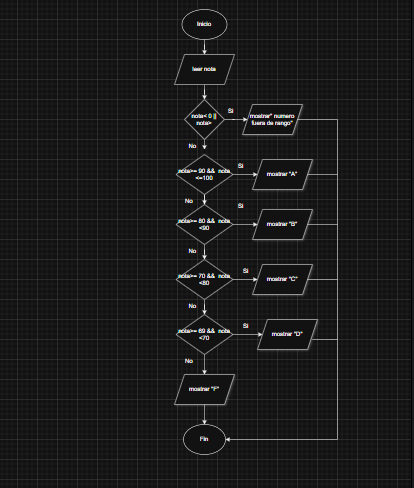 Inicio
leer nota
nota< 0 ||
nota>
Si
mostrar" numero
fuera de rango"
No
nota>= 90 && nota
<=100
Si
mostrar "A"
No
nota>= 80 && nota
<90
Si
mostrar "B"
No
nota>= 70 && nota
<80
Si
mostrar "C"
No
nota>= 69 && nota
<70
Si
mostrar "D"
No
mostrar "F"
Fin